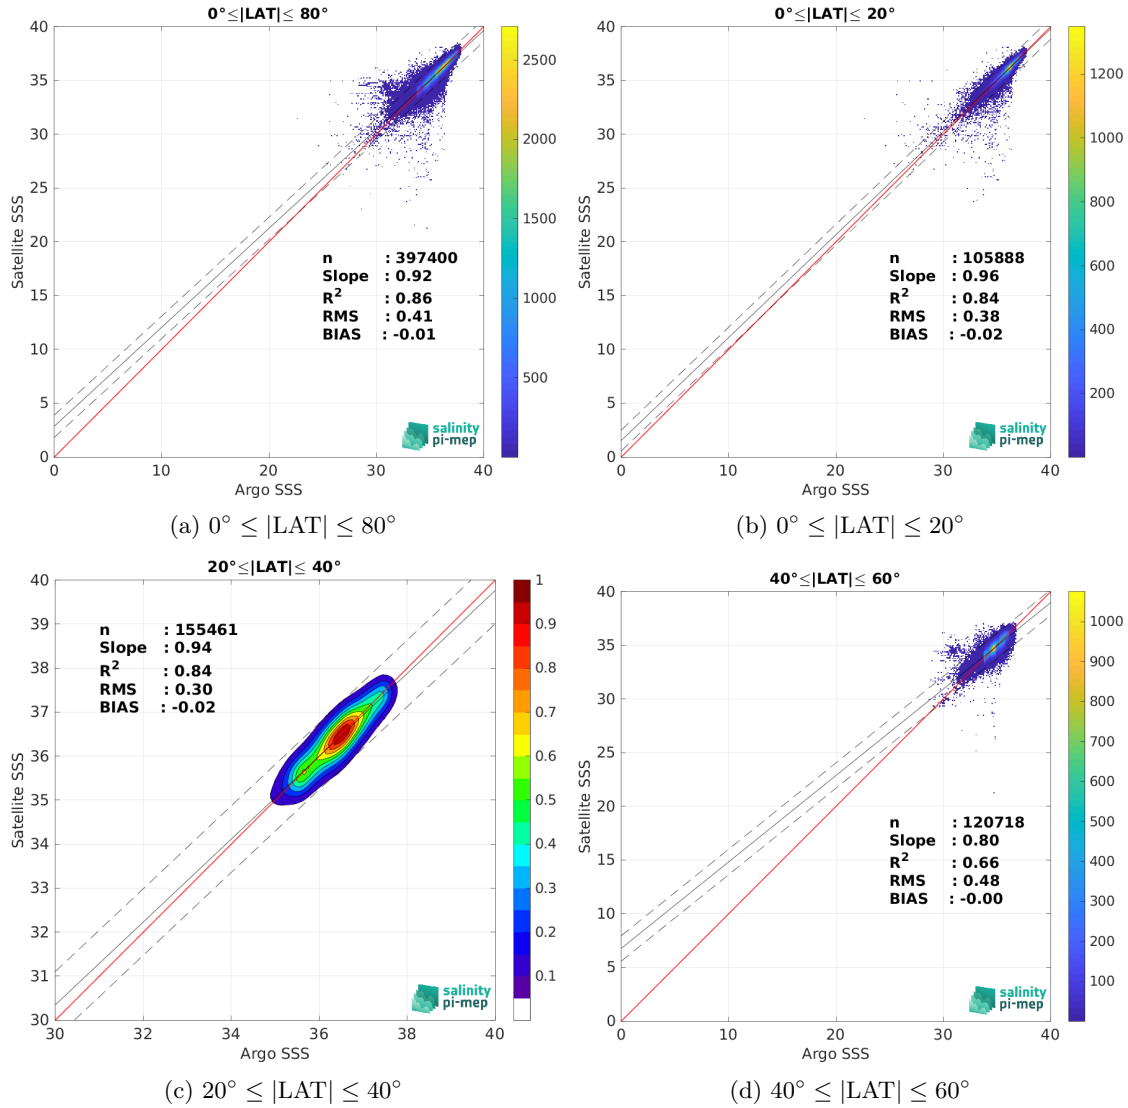 0°≤|LAT|≤ 80°
40
35
30
25
20
15
10
5
0
Satellite SSS
0
10
20
30
40
Argo SSS
2500
2000
1500
1000
500
n : 397400
Slope : 0.92
R² : 0.86
RMS : 0.41
BIAS : -0.01
salinity
pi-mep
(a) 0° ≤ |LAT| ≤ 80°
0°≤|LAT|≤ 20°
40
35
30
25
20
15
10
5
0
Satellite SSS
0
10
20
30
40
Argo SSS
1200
1000
800
600
400
200
n : 105888
Slope : 0.96
R² : 0.84
RMS : 0.38
BIAS : -0.02
salinity
pi-mep
(b) 0° ≤ |LAT| ≤ 20°
20°≤|LAT|≤ 40°
40
39
38
37
36
35
34
33
32
31
30
Satellite SSS
30
32
34
36
38
40
Argo SSS
1
0.9
0.8
0.7
0.6
0.5
0.4
0.3
0.2
0.1
n : 155461
Slope : 0.94
R² : 0.84
RMS : 0.30
BIAS : -0.02
salinity
pi-mep
(c) 20° ≤ |LAT| ≤ 40°
40°≤|LAT|≤ 60°
40
35
30
25
20
15
10
5
0
Satellite SSS
0
10
20
30
40
Argo SSS
1000
900
800
700
600
500
400
300
200
100
n : 120718
Slope : 0.80
R² : 0.66
RMS : 0.48
BIAS : -0.00
salinity
pi-mep
(d) 40° ≤ |LAT| ≤ 60°